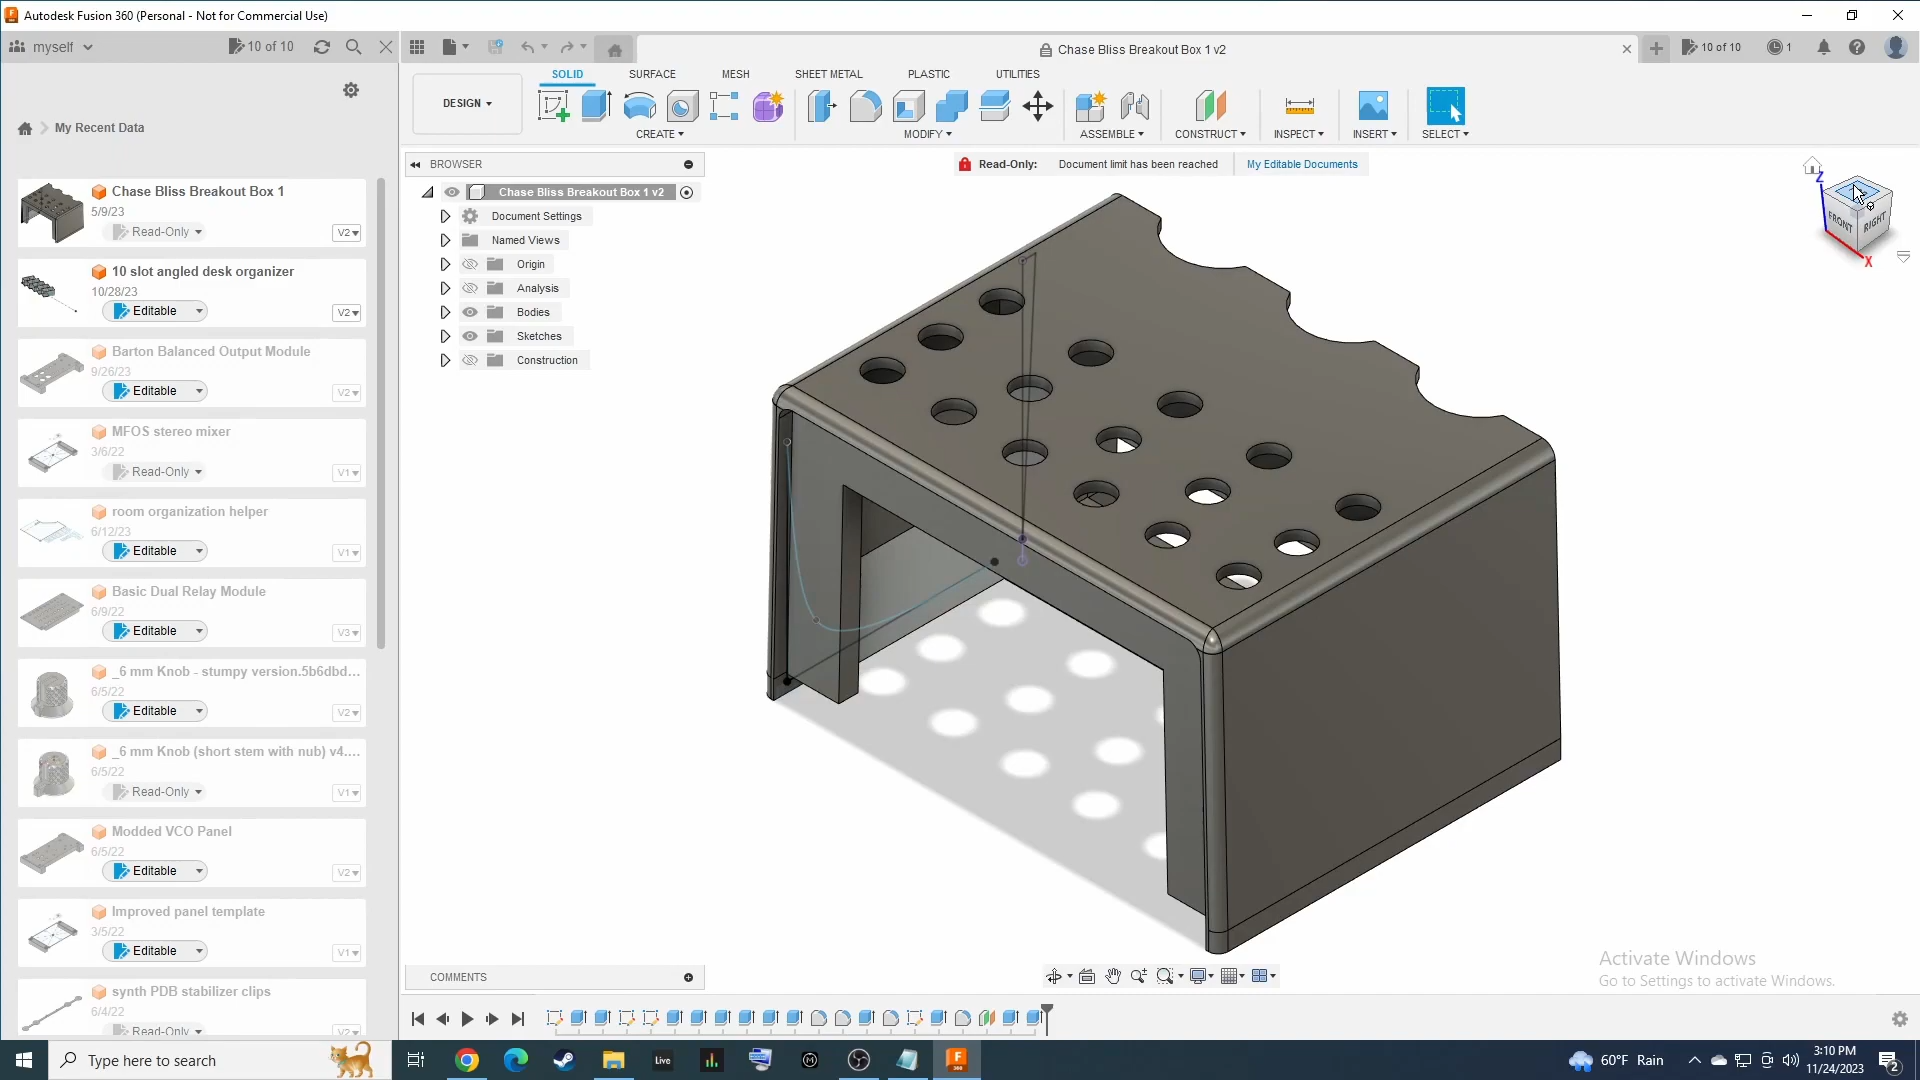 Autodesk Fusion 360 (Personal - Not for Commercial Use)
myself
10 of 10
Chase Bliss Breakout Box 1 v2
10 of 10
1
My Recent Data
Chase Bliss Breakout Box 1
5/9/23
Read-Only
V2
10 slot angled desk organizer
10/28/23
Editable
V2
Barton Balanced Output Module
9/26/23
Editable
V2
MFOS stereo mixer
3/6/22
Read-Only
V1
room organization helper
6/12/23
Editable
V1
Basic Dual Relay Module
6/9/22
Editable
V3
_6 mm Knob - stumpy version.5b6dbd...
6/5/22
Editable
V2
_6 mm Knob (short stem with nub) v4....
6/5/22
Read-Only
V1
Modded VCO Panel
6/5/22
Editable
V2
Improved panel template
3/5/22
Editable
V1
synth PDB stabilizer clips
6/4/22
Read-Only
V2
DESIGN
SOLID
SURFACE
MESH
SHEET METAL
PLASTIC
UTILITIES
CREATE
MODIFY
ASSEMBLE
CONSTRUCT
INSPECT
INSERT
SELECT
BROWSER
Read-Only:
Document limit has been reached
My Editable Documents
Chase Bliss Breakout Box 1 v2
Document Settings
Named Views
Origin
Analysis
Bodies
Sketches
Construction
Z
FRONT
RIGHT
X
Activate Windows
Go to Settings to activate Windows.
COMMENTS
Type here to search
Live
F
360
60°F Rain
3:10 PM
11/24/2023
2